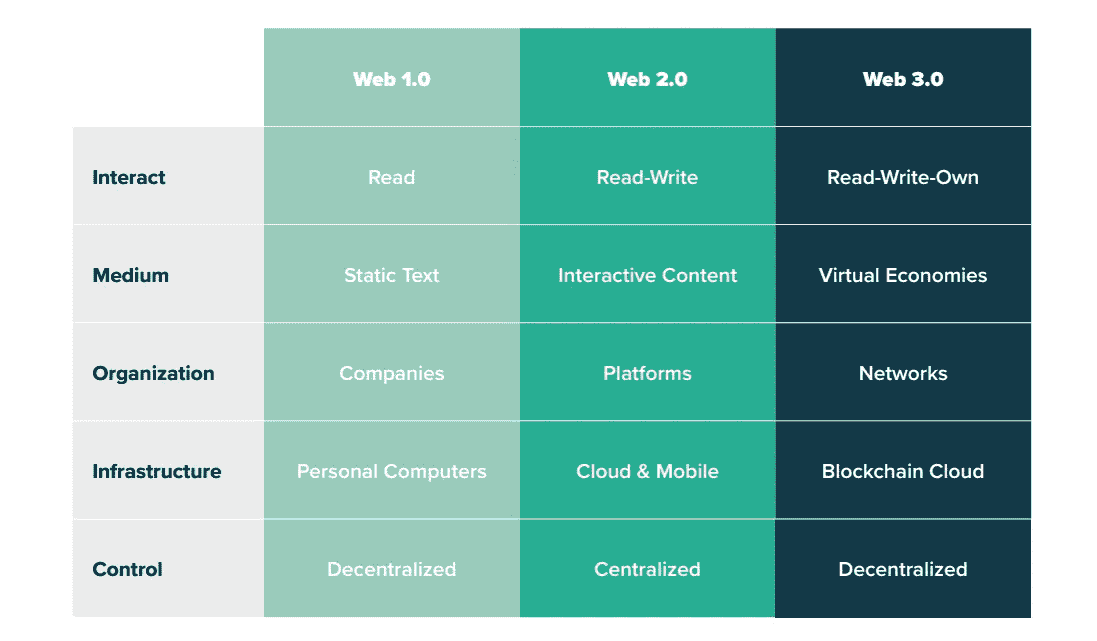 Web 1.0 Web 2.0 Web 3.0
Interact Read Read-Write Read-Write-Own
Medium Static Text Interactive Content Virtual Economies
Organization Companies Platforms Networks
Infrastructure Personal Computers Cloud & Mobile Blockchain Cloud
Control Decentralized Centralized Decentralized